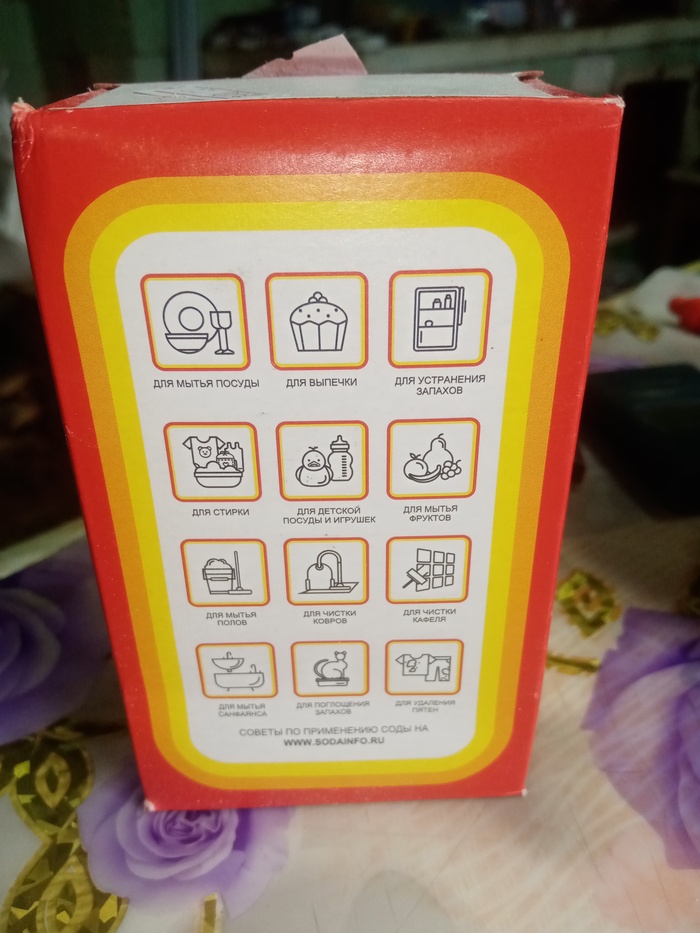 ДЛЯ МЫТЬЯ ПОСУДЫ
ДЛЯ ВЫПЕЧКИ
ДЛЯ УСТРАНЕНИЯ
ЗАПАХОВ
ДЛЯ СТИРКИ
ДЛЯ ДЕТСКОЙ
ПОСУДЫ И ИГРУШЕК
ДЛЯ МЫТЬЯ
ФРУКТОВ
ДЛЯ МЫТЬЯ
ПОЛОВ
ДЛЯ ЧИСТКИ
КОВРОВ
ДЛЯ ЧИСТКИ
КАФЕЛЯ
ДЛЯ МЫТЬЯ
САНФАЯНСА
ДЛЯ ПОГЛОЩЕНИЯ
ЗАПАХОВ
ДЛЯ УДАЛЕНИЯ
ПЯТЕН
СОВЕТЫ ПО ПРИМЕНЕНИЮ СОДЫ НА
WWW.SODAINFO.RU